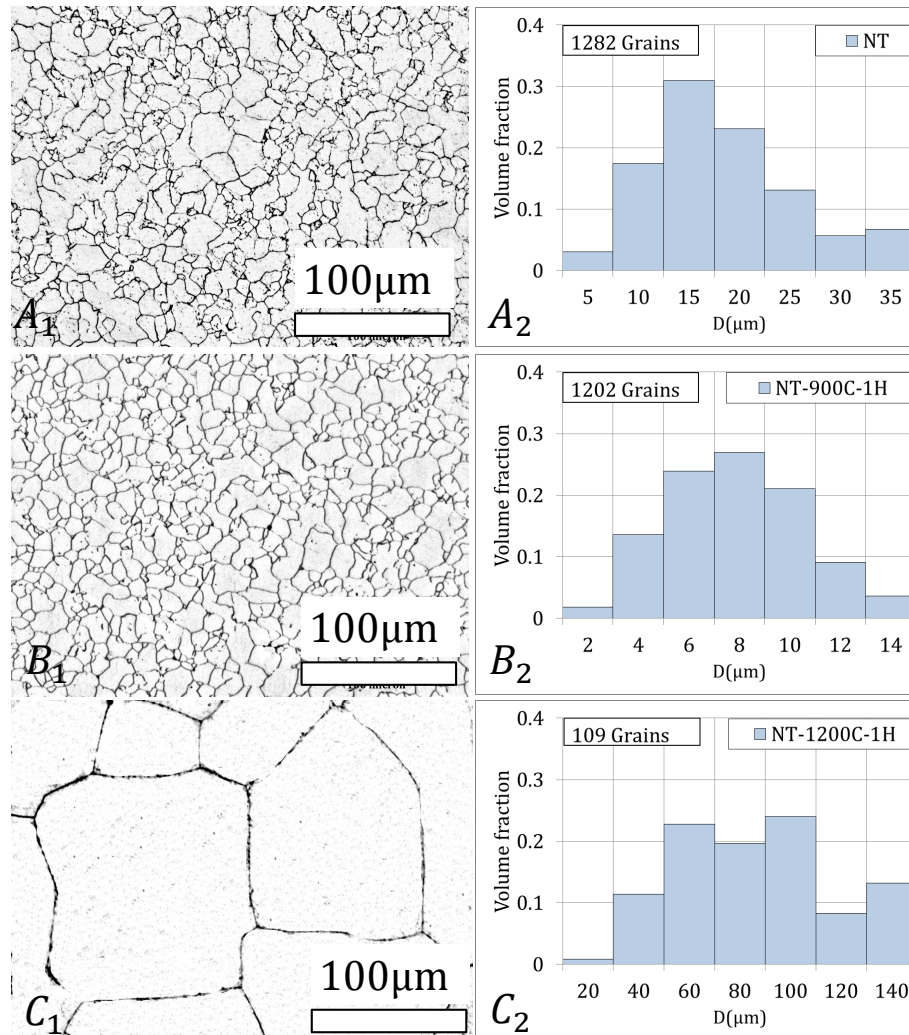 100μm
A1
0.4
0.3
0.2
0.1
0
Volume fraction
1282 Grains
NT
5 10 15 20 25 30 35
D(μm)
A2
100μm
B1
0.4
0.3
0.2
0.1
0
Volume fraction
1202 Grains
NT-900C-1H
2 4 6 8 10 12 14
D(μm)
B2
100μm
C1
0.4
0.3
0.2
0.1
0
Volume fraction
109 Grains
NT-1200C-1H
20 40 60 80 100 120 140
D(μm)
C2